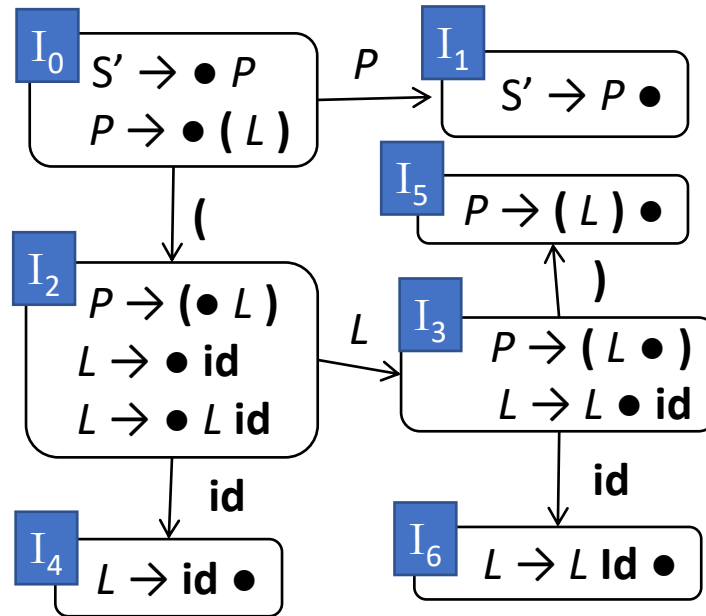 I₀
S’ → ● P
P → ● ( L )
P
I₁
S’ → P ●
(
I₅
P → ( L ) ●
)
I₂
P → (● L )
L → ● id
L → ● L id
L
I₃
P → ( L ● )
L → L ● id
id
id
I₄
L → id ●
I₆
L → L Id ●